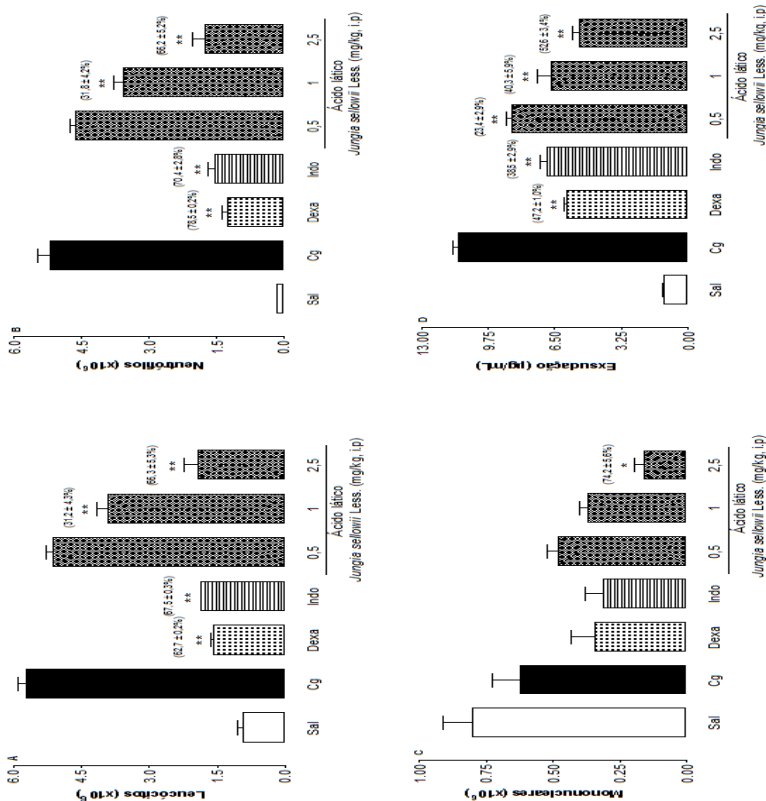 A
Leucócitos (x10⁶)
6.0
4.5
3.0
1.5
0.0
(62,7 ± 0,2%)
**
(67,5 ± 0,3%)
**
(31,2 ± 4,3%)
**
(66,3 ± 5,3%)
**
Sal Cg Dexa Indo 0,5 1 2,5
Ácido lático
Jungia sellowii Less. (mg/kg, i.p)
B
Neutrófilos (x10⁶)
6.0
4.5
3.0
1.5
0.0
(78,5 ± 0,2%)
**
(70,4 ± 2,8%)
**
(31,8 ± 4,2%)
**
(66,2 ± 5,2%)
**
Sal Cg Dexa Indo 0,5 1 2,5
Ácido lático
Jungia sellowii Less. (mg/kg, i.p)
C
Mononucleares (x10⁶)
1.00
0.75
0.50
0.25
0.00
(74,2 ± 5,6%)
*
Sal Cg Dexa Indo 0,5 1 2,5
Ácido lático
Jungia sellowii Less. (mg/kg, i.p)
D
Exsudação (µg/mL)
13.00
9.75
6.50
3.25
0.00
(47,2 ± 1,0%)
**
(38,5 ± 2,9%)
**
(23,4 ± 2,9%)
**
(40,3 ± 5,9%)
**
(52,6 ± 3,4%)
**
Sal Cg Dexa Indo 0,5 1 2,5
Ácido lático
Jungia sellowii Less. (mg/kg, i.p)